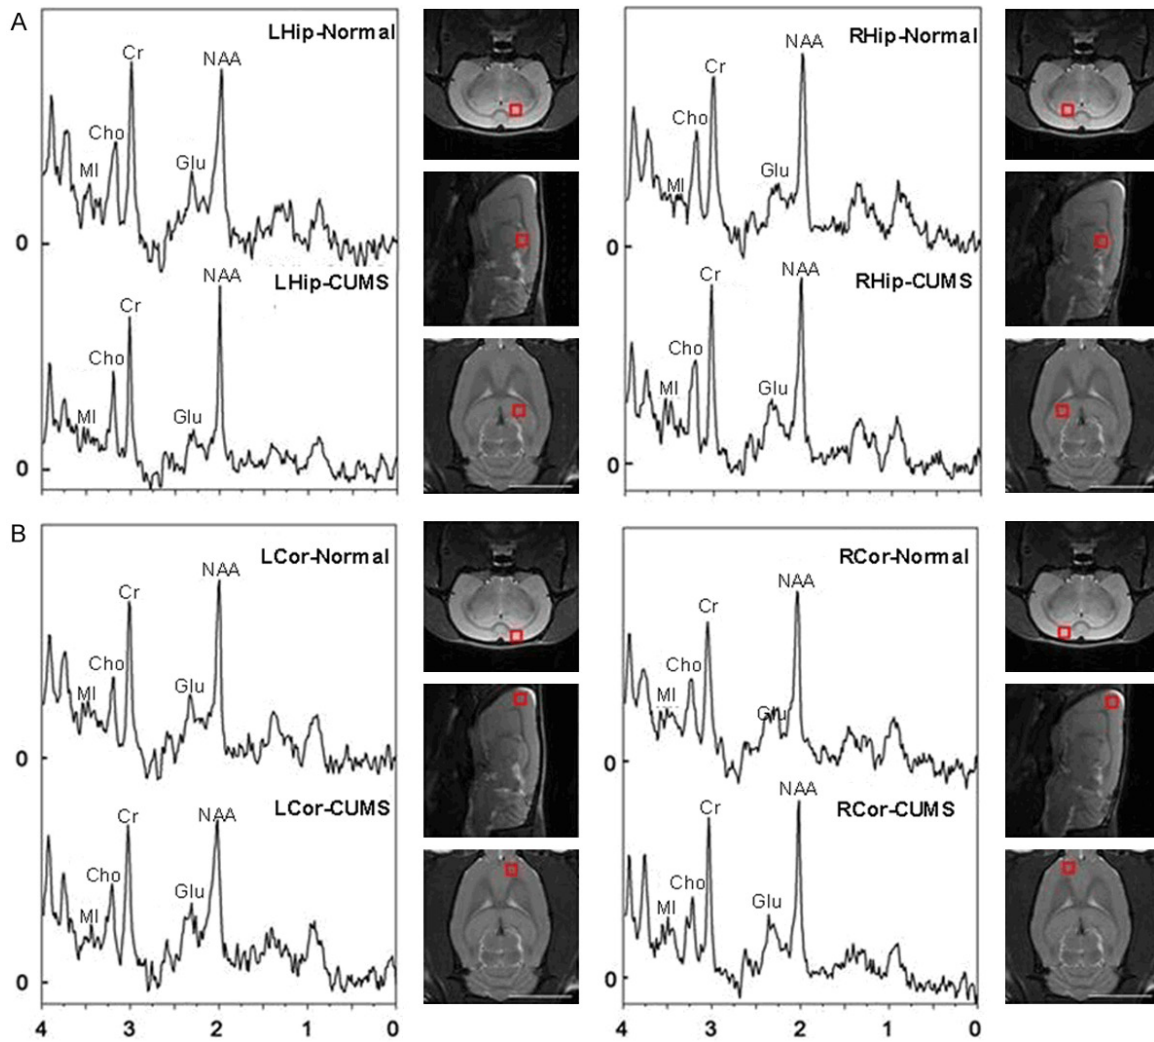 A
LHip-Normal
Cr
NAA
Cho
MI
Glu
0
LHip-CUMS
NAA
Cr
Cho
MI
Glu
0
RHip-Normal
NAA
Cr
Cho
MI
Glu
0
RHip-CUMS
NAA
Cr
Cho
MI
Glu
0
B
LCor-Normal
NAA
Cr
Cho
MI
Glu
0
LCor-CUMS
Cr
NAA
Cho
MI
Glu
0
4 3 2 1 0
RCor-Normal
NAA
Cr
Cho
MI
Glu
0
RCor-CUMS
NAA
Cr
Cho
MI
Glu
0
4 3 2 1 0